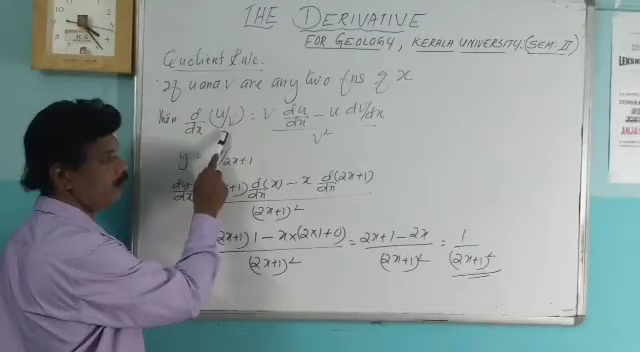 THE DERIVATIVE
FOR GEOLOGY, KERALA UNIVERSITY. (SEM: II)
Quotient Rule.
If u and v are any two fns of x
Then d/dx (u/v) = (v du/dx - u dv/dx) / v²
y = /2x+1
dy/dx = +1) d/dx (x) - x d/dx (2x+1) / (2x+1)²
2x+1) 1 - x×(2×1+0) / (2x+1)² = 2x+1-2x / (2x+1)² = 1 / (2x+1)²